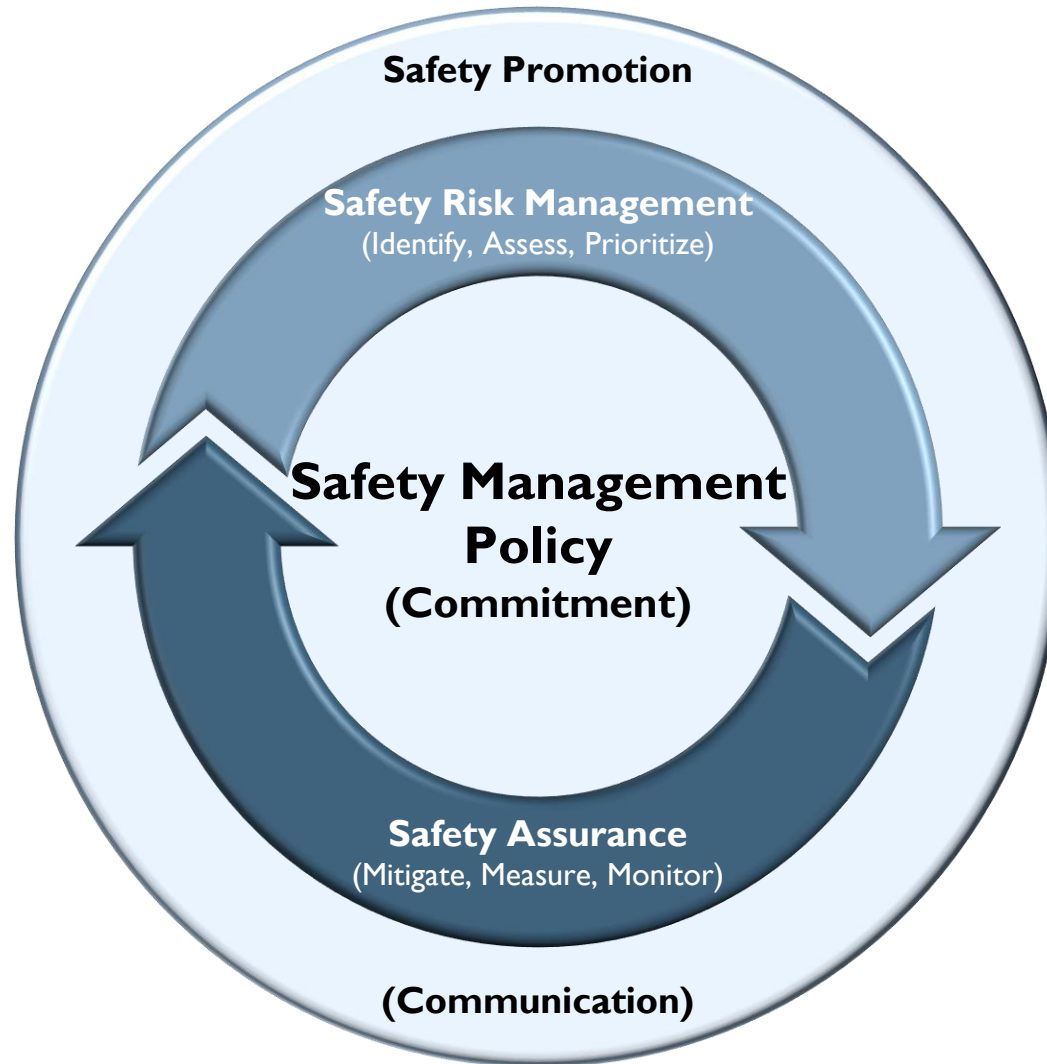 Safety Promotion
Safety Risk Management
(Identify, Assess, Prioritize)
Safety Management
Policy
(Commitment)
Safety Assurance
(Mitigate, Measure, Monitor)
(Communication)